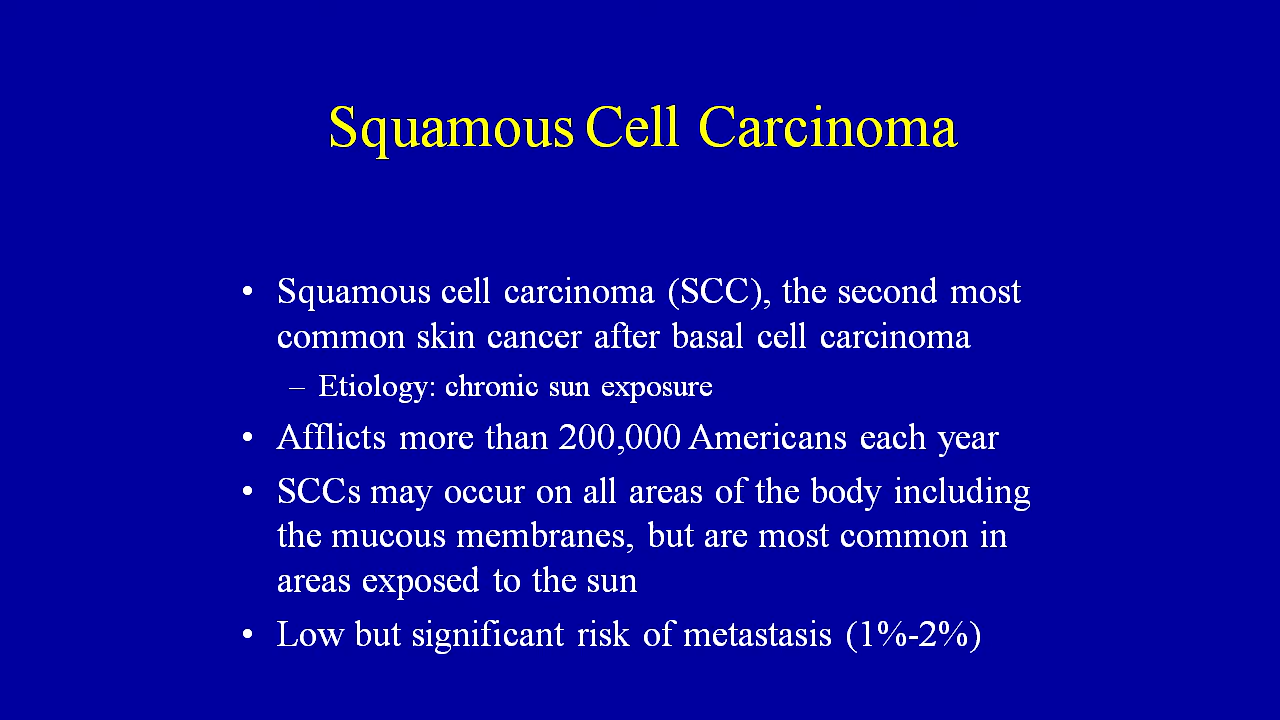 Squamous Cell Carcinoma
• Squamous cell carcinoma (SCC), the second most
common skin cancer after basal cell carcinoma
– Etiology: chronic sun exposure
• Afflicts more than 200,000 Americans each year
• SCCs may occur on all areas of the body including
the mucous membranes, but are most common in
areas exposed to the sun
• Low but significant risk of metastasis (1%-2%)